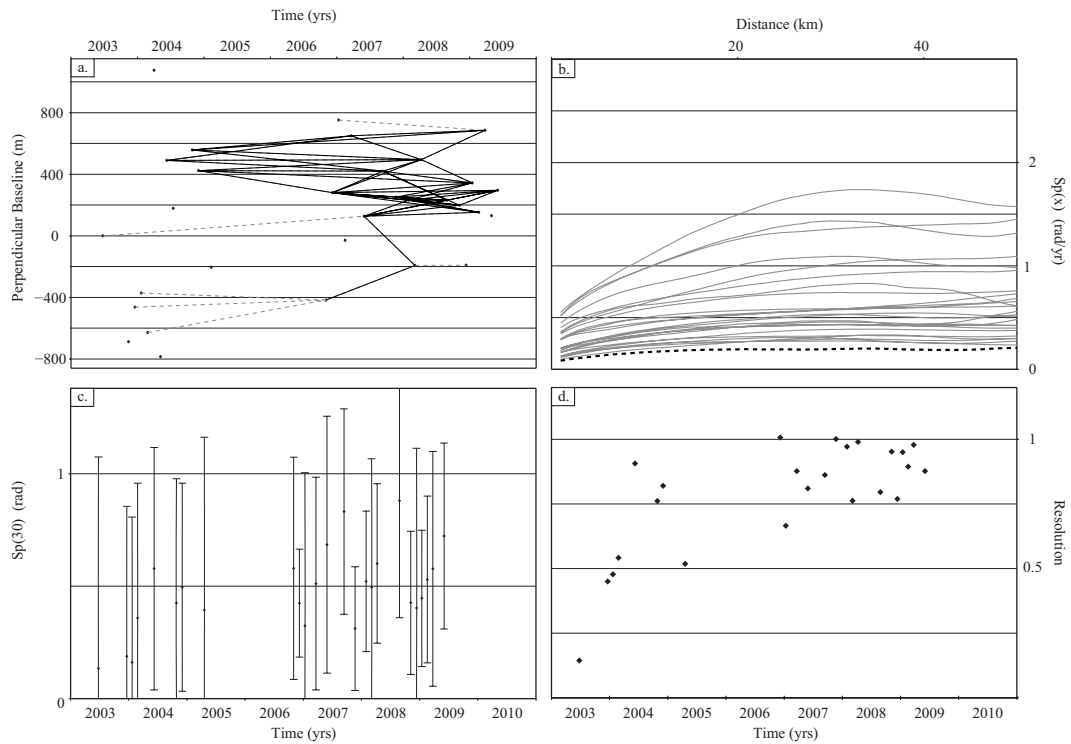 Time (yrs)
2003 2004 2005 2006 2007 2008 2009
a.
Perpendicular Baseline (m)
800
400
0
−400
−800
Distance (km)
20 40
b.
2
1
0
Sp(x) (rad/yr)
c.
Sp(30) (rad)
1
0
2003 2004 2005 2006 2007 2008 2009 2010
Time (yrs)
d.
1
0.5
Resolution
2003 2004 2005 2006 2007 2008 2009 2010
Time (yrs)